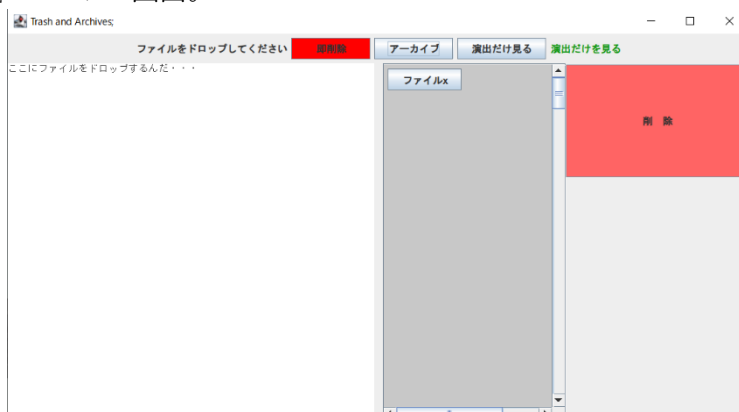 Trash and Archives;
ファイルをドロップしてください 即削除 アーカイブ 演出だけ見る 演出だけを見る
ここにファイルをドロップするんだ・・・
ファイルx
削 除